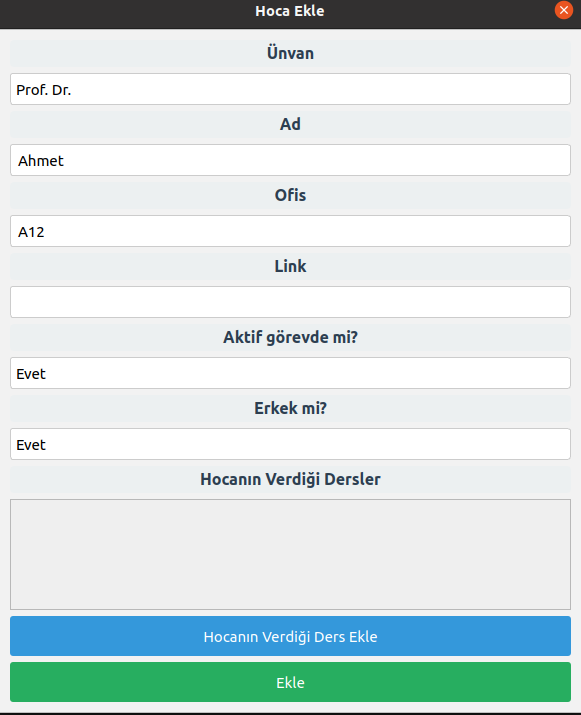 Hoca Ekle
Ünvan
Prof. Dr.
Ad
Ahmet
Ofis
A12
Link
Aktif görevde mi?
Evet
Erkek mi?
Evet
Hocanın Verdiği Dersler
Hocanın Verdiği Ders Ekle
Ekle